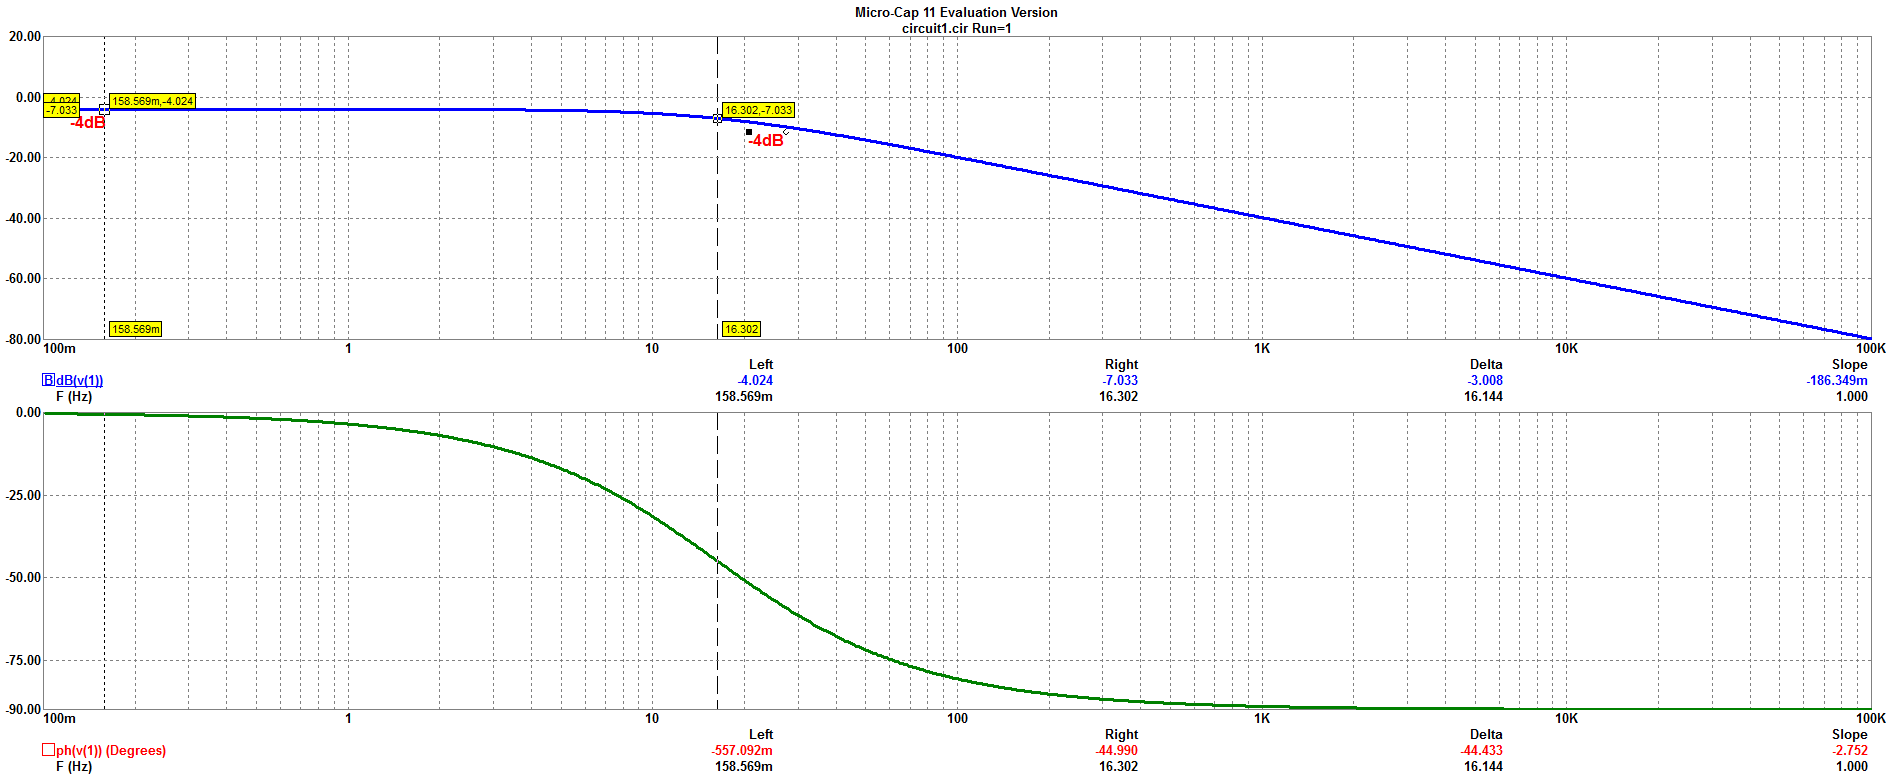 Micro-Cap 11 Evaluation Version
circuit1.cir Run=1
20.00
0.00
-4.024
-7.033
158.569m,-4.024
16.302,-7.033
-4dB
-4dB
-20.00
-40.00
-60.00
158.569m
16.302
-80.00
100m 1 10 100 1K 10K 100K
Left Right Delta Slope
B dB(v(1)) -4.024 -7.033 -3.008 -186.349m
F (Hz) 158.569m 16.302 16.144 1.000
0.00
-25.00
-50.00
-75.00
-90.00
100m 1 10 100 1K 10K 100K
Left Right Delta Slope
ph(v(1)) (Degrees) -557.092m -44.990 -44.433 -2.752
F (Hz) 158.569m 16.302 16.144 1.000